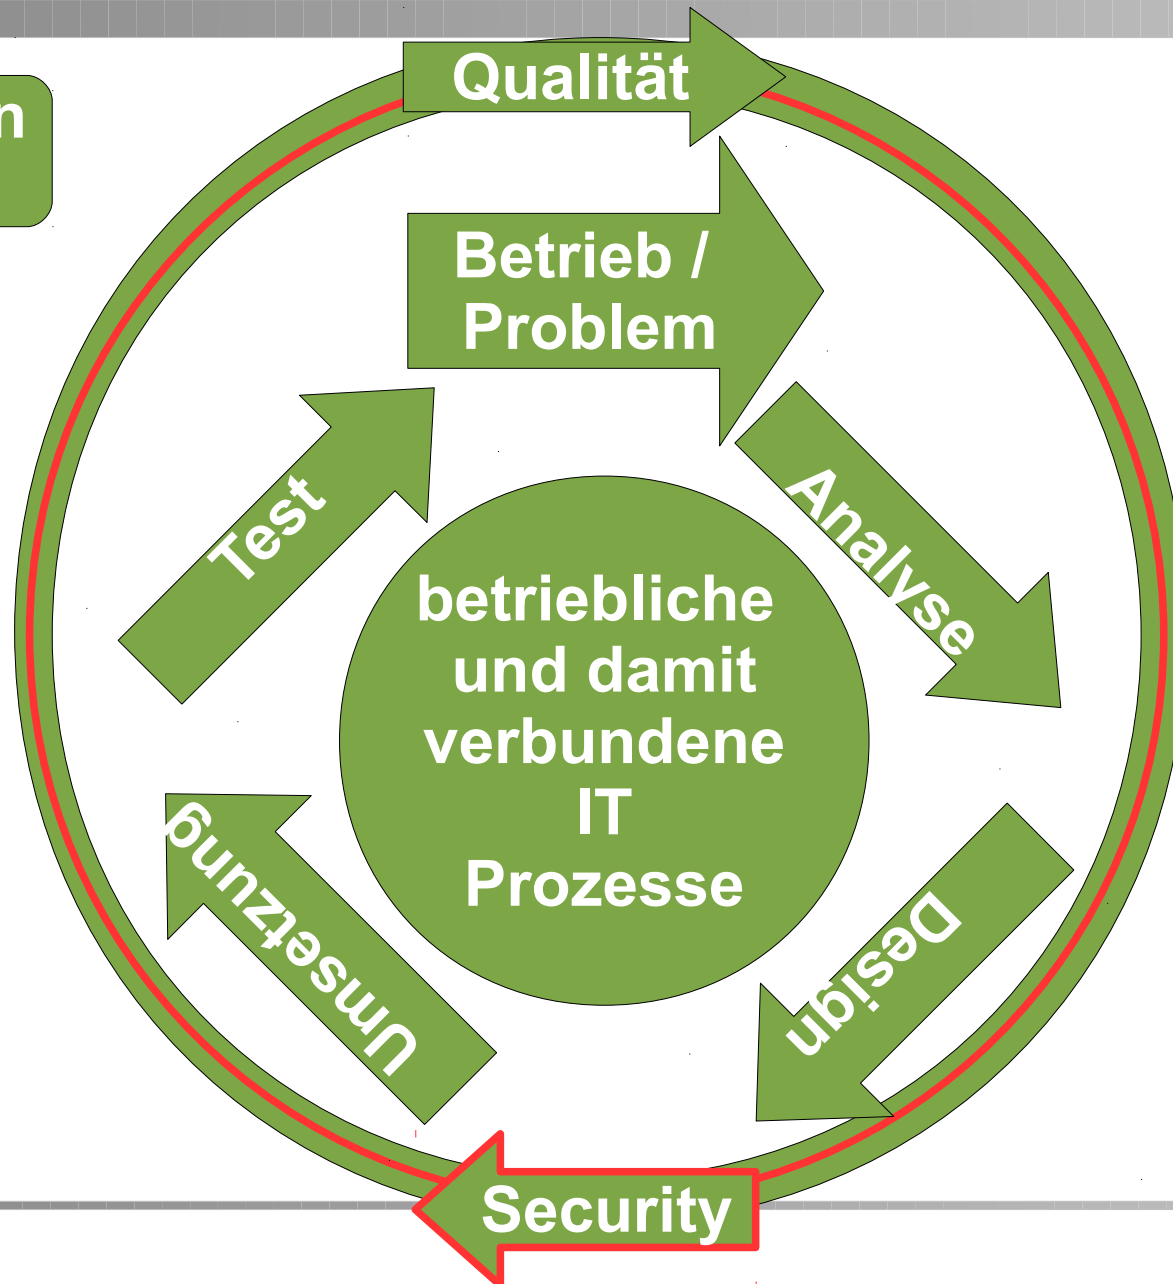 Qualität
n
Betrieb /
Problem
Analyse
Test
betriebliche
und damit
verbundene
IT
Prozesse
Design
Umsetzung
Security